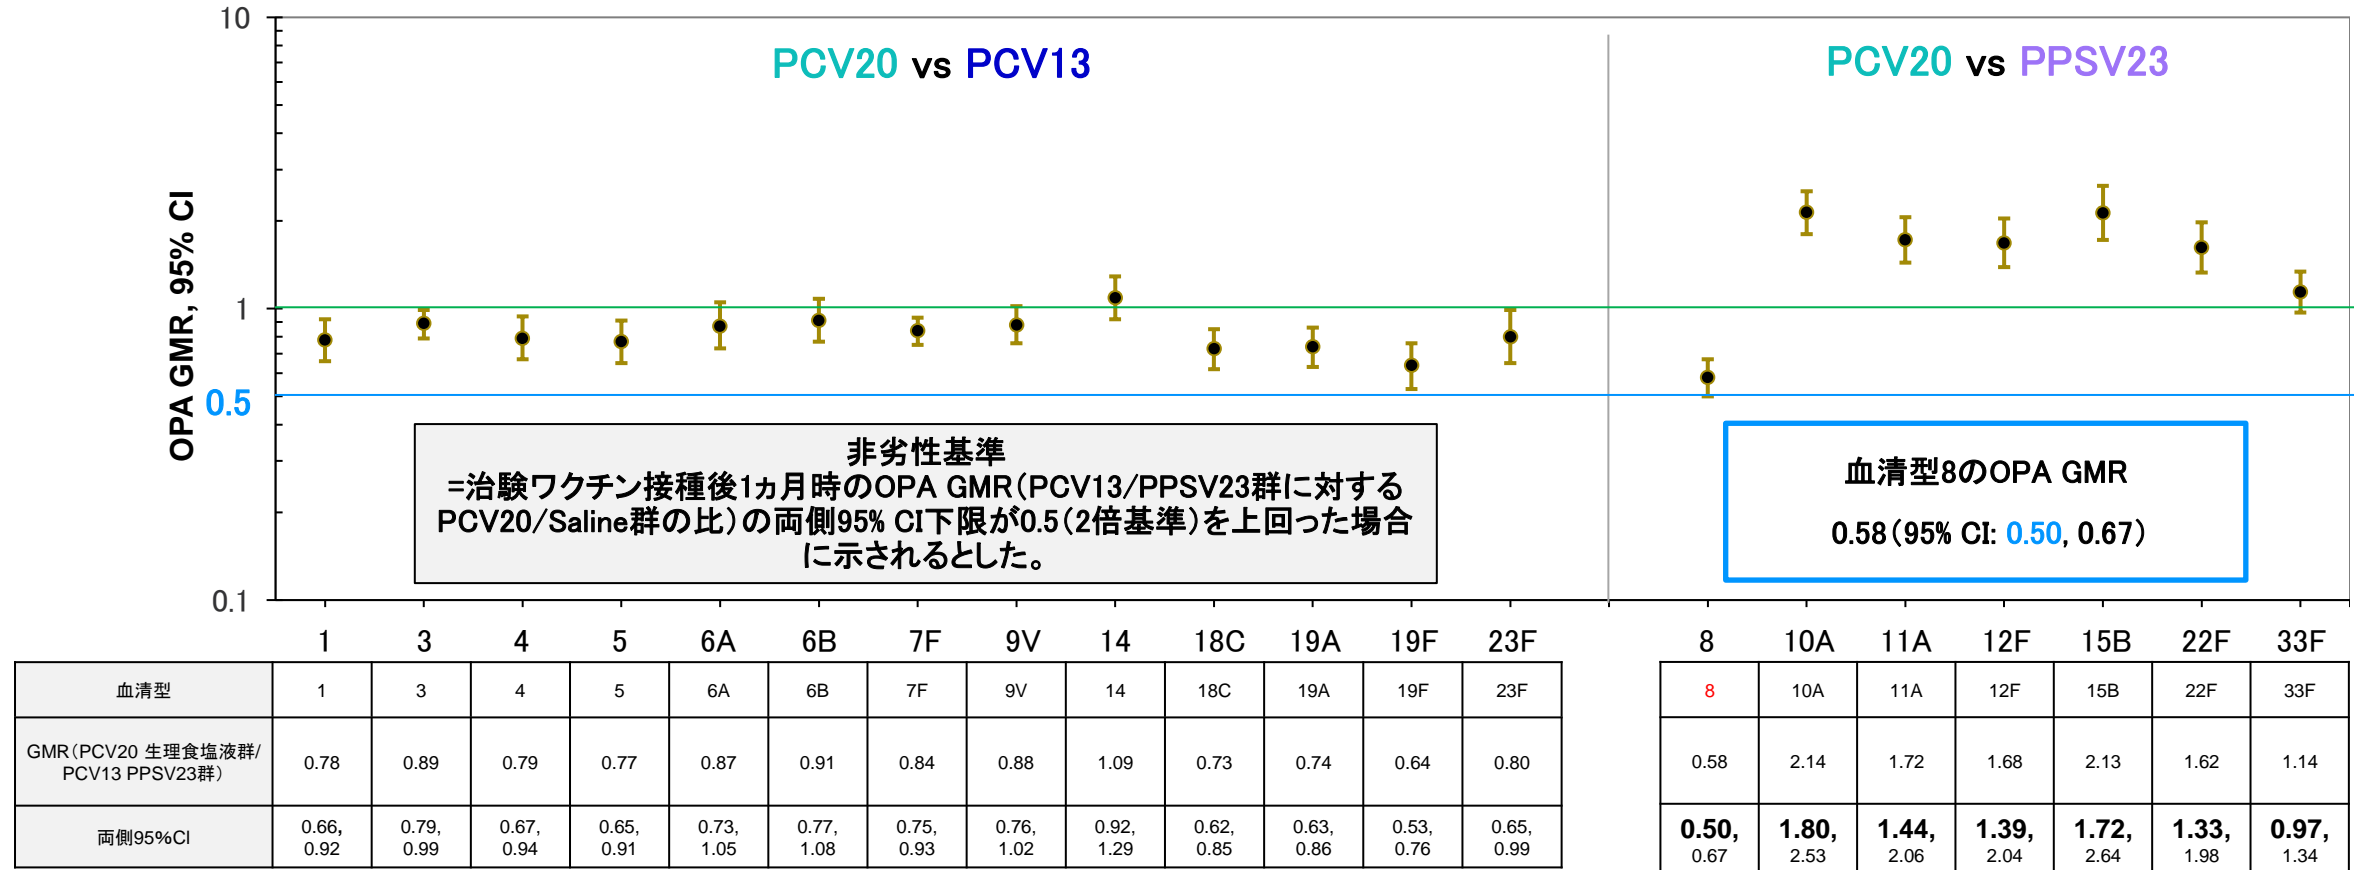 10
PCV20 vs PCV13
PCV20 vs PPSV23
OPA GMR, 95% CI
1
0.5
非劣性基準
=治験ワクチン接種後1ヵ月時のOPA GMR（PCV13/PPSV23群に対する
PCV20/Saline群の比）の両側95% CI下限が0.5（2倍基準）を上回った場合
に示されるとした。
血清型8のOPA GMR
0.58（95% CI: 0.50, 0.67）
0.1
1 3 4 5 6A 6B 7F 9V 14 18C 19A 19F 23F 8 10A 11A 12F 15B 22F 33F
血清型 1 3 4 5 6A 6B 7F 9V 14 18C 19A 19F 23F
GMR（PCV20 生理食塩液群/
PCV13 PPSV23群） 0.78 0.89 0.79 0.77 0.87 0.91 0.84 0.88 1.09 0.73 0.74 0.64 0.80
両側95%CI 0.66, 0.79, 0.67, 0.65, 0.73, 0.77, 0.75, 0.76, 0.92, 0.62, 0.63, 0.53, 0.65,
0.92 0.99 0.94 0.91 1.05 1.08 0.93 1.02 1.29 0.85 0.86 0.76 0.99
8 10A 11A 12F 15B 22F 33F
0.58 2.14 1.72 1.68 2.13 1.62 1.14
0.50, 1.80, 1.44, 1.39, 1.72, 1.33, 0.97,
0.67 2.53 2.06 2.04 2.64 1.98 1.34